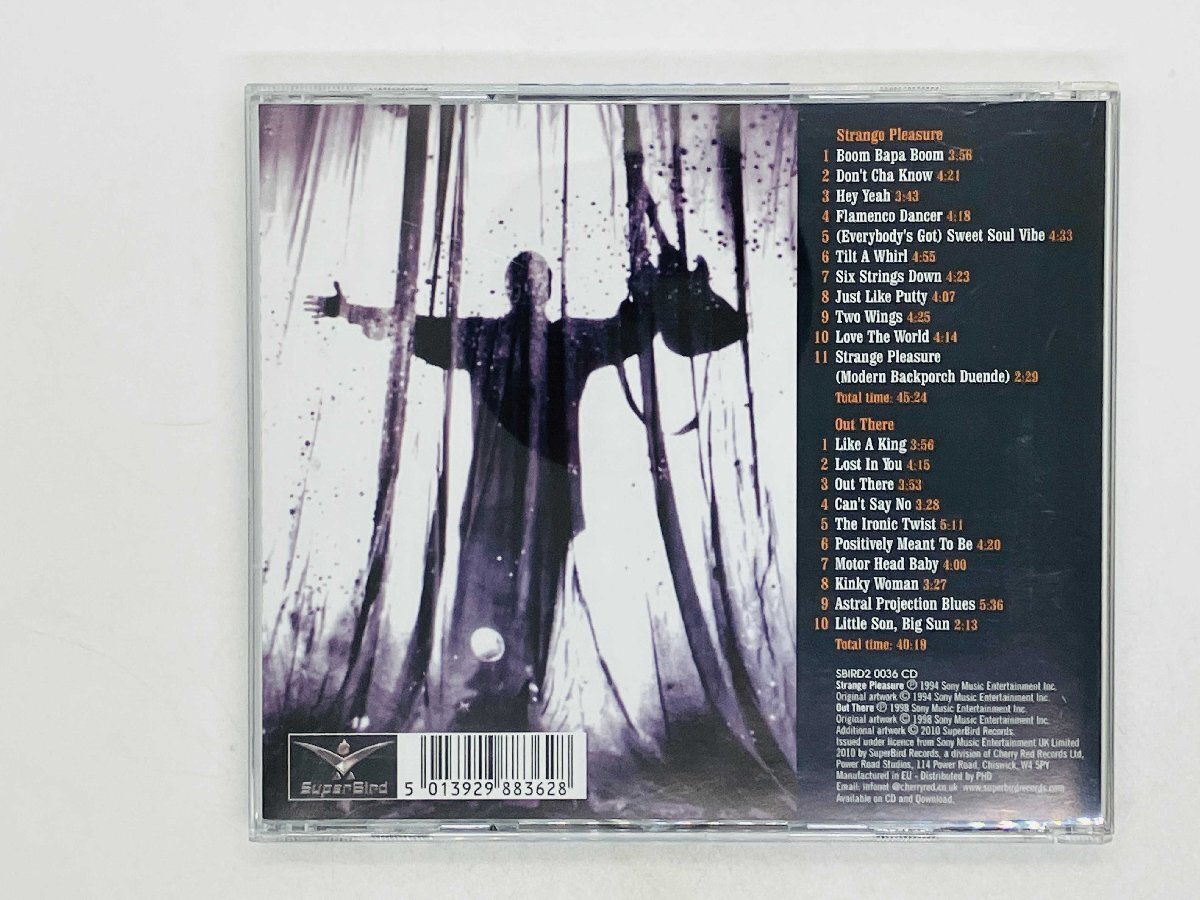 Strange Pleasure
1 Boom Bapa Boom 3:56
2 Don't Cha Know 4:21
3 Hey Yeah 3:43
4 Flamenco Dancer 4:18
5 (Everybody's Got) Sweet Soul Vibe 4:33
6 Tilt A Whirl 4:55
7 Six Strings Down 4:23
8 Just Like Putty 4:07
9 Two Wings 4:25
10 Love The World 4:14
11 Strange Pleasure
(Modern Backporch Duende) 2:29
Total time: 45:24
Out There
1 Like A King 3:56
2 Lost In You 4:15
3 Out There 3:53
4 Can't Say No 3:28
5 The Ironic Twist 5:11
6 Positively Meant To Be 4:20
7 Motor Head Baby 4:00
8 Kinky Woman 3:27
9 Astral Projection Blues 5:36
10 Little Son, Big Sun 2:13
Total time: 40:19
SBIRD2 0036 CD
Strange Pleasure ℗ 1994 Sony Music Entertainment Inc.
Original artwork © 1994 Sony Music Entertainment Inc.
Out There ℗ 1998 Sony Music Entertainment Inc.
Original artwork © 1998 Sony Music Entertainment Inc.
Additional artwork © 2010 SuperBird Records.
Issued under licence from Sony Music Entertainment UK Limited
2010 by SuperBird Records, a division of Cherry Red Records Ltd,
Power Road Studios, 114 Power Road, Chiswick, W4 5PY
Manufactured in EU - Distributed by PHD
Email: infonet @cherryred.co.uk www.superbirdrecords.com
Available on CD and Download.
SuperBird
5 013929 883628